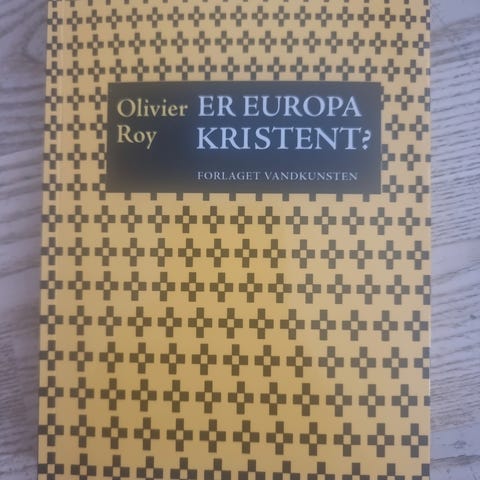 Olivier
Roy
ER EUROPA
KRISTENT?
FORLAGET VANDKUNSTEN